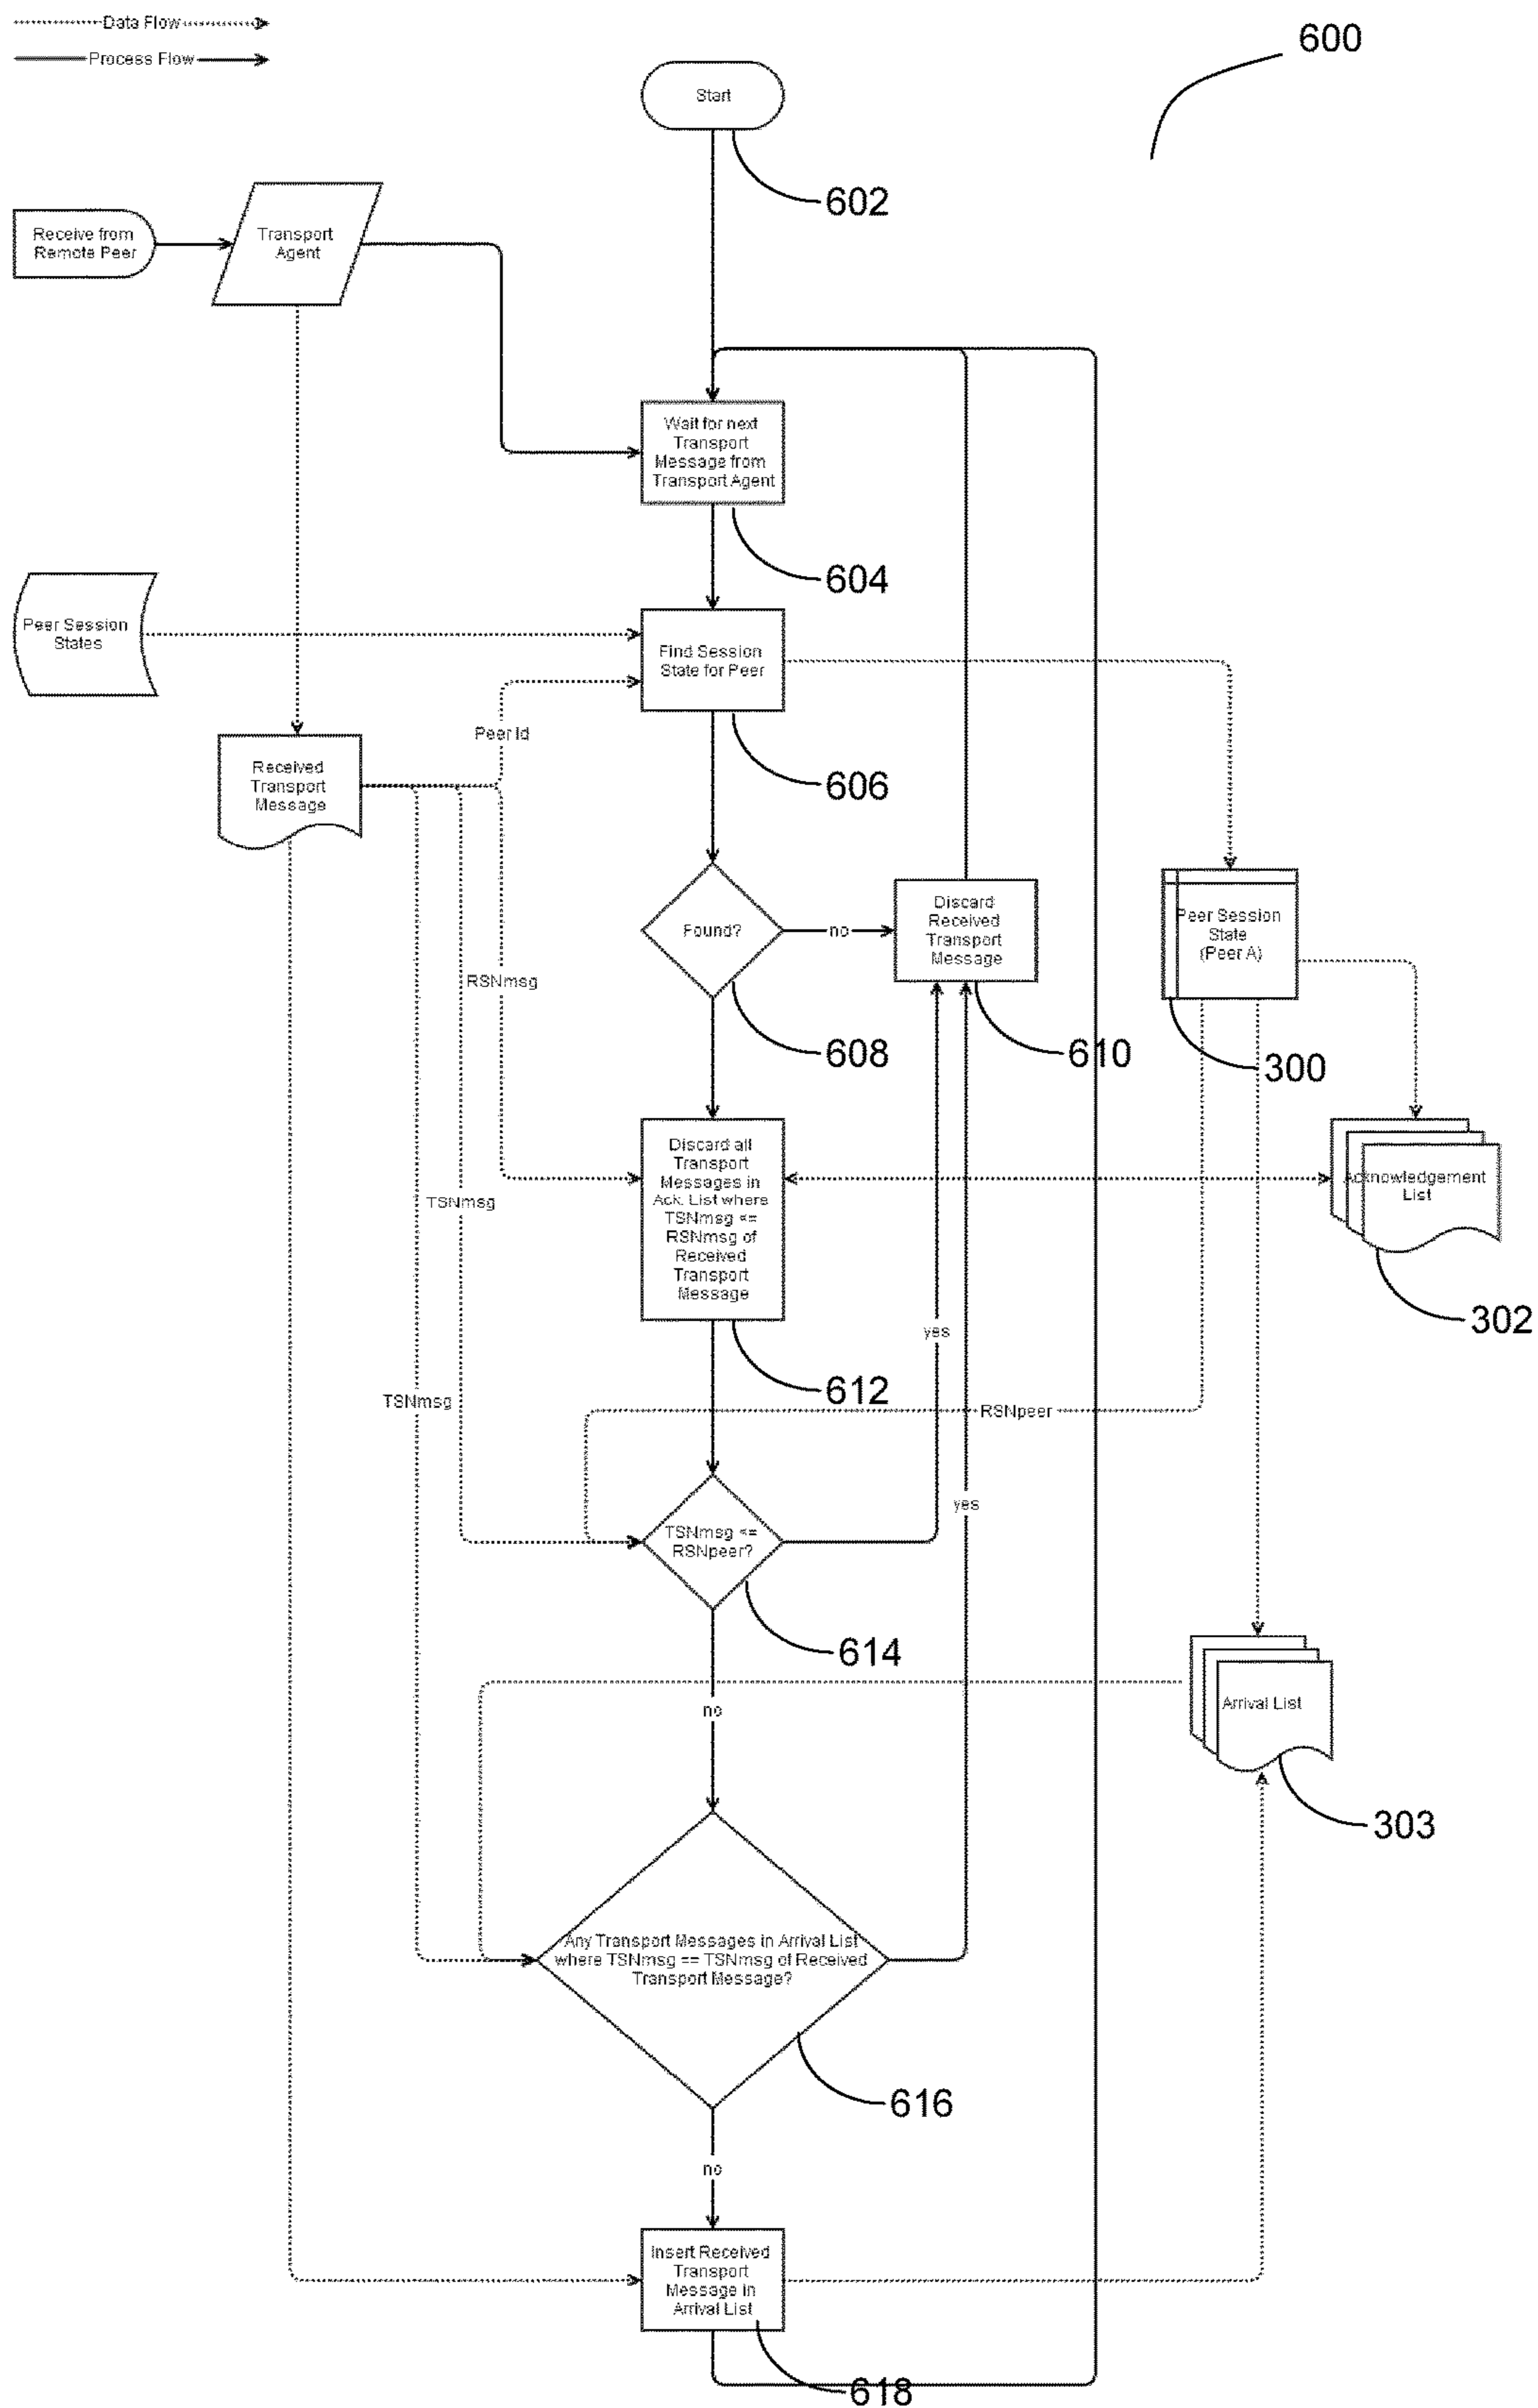 Data Flow
600
Process Flow
Start
602
Receive from
Remote Peer
Transport
Agent
Wait for next
Transport
Message from
Transport Agent
604
Peer Session
States
Find Session
State for Peer
Peer Id
606
Received
Transport
Message
Found?
no
Discard
Received
Transport
Message
Peer Session
State
(Peer A)
RSNmsg
608
610
300
Discard all
Transport
Messages in
Ack. List where
TSNmsg <=
RSNmsg of
Received
Transport
Message
Acknowledgement
List
TSNmsg
302
yes
612
TSNmsg
RSNpeer
yes
TSNmsg <=
RSNpeer?
614
no
Arrival List
303
Any Transport Messages in Arrival List
where TSNmsg == TSNmsg of Received
Transport Message?
616
no
Insert Received
Transport
Message in
Arrival List
618